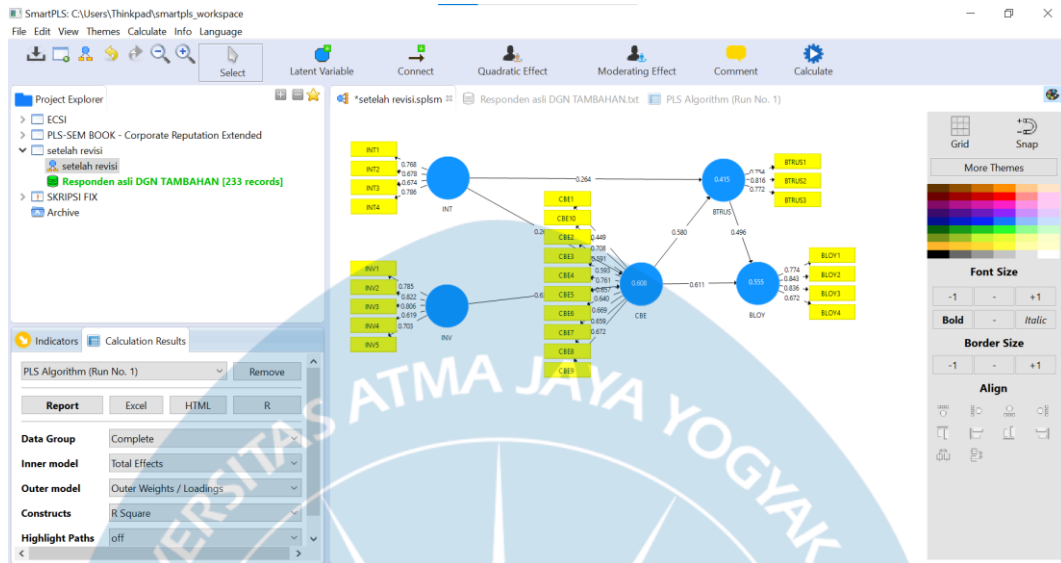 SmartPLS: C:\Users\Thinkpad\smartpls_workspace
File Edit View Themes Calculate Info Language
Select
Latent Variable
Connect
Quadratic Effect
Moderating Effect
Comment
Calculate
Project Explorer
ECSI
PLS-SEM BOOK - Corporate Reputation Extended
setelah revisi
setelah revisi
Responden asli DGN TAMBAHAN [233 records]
SKRIPSI FIX
Archive
Indicators
Calculation Results
PLS Algorithm (Run No. 1)
Remove
Report
Excel
HTML
R
Data Group
Complete
Inner model
Total Effects
Outer model
Outer Weights / Loadings
Constructs
R Square
Highlight Paths
off
*setelah revisi.splsm
Responden asli DGN TAMBAHAN.txt
PLS Algorithm (Run No. 1)
INT1
INT2
INT3
INT4
0.768
0.678
0.674
0.786
INT
0.264
INV1
INV2
INV3
INV4
INV5
0.785
0.822
0.806
0.619
0.703
INV
CBE1
CBE10
CBE2
CBE3
CBE4
CBE5
CBE6
CBE7
CBE8
CBE9
0.449
0.708
0.591
0.593
0.761
0.657
0.640
0.669
0.659
0.672
0.608
CBE
0.580
0.611
0.415
BTRUS
0.754
0.816
0.772
BTRUS1
BTRUS2
BTRUS3
0.496
0.555
BLOY
0.774
0.843
0.836
0.672
BLOY1
BLOY2
BLOY3
BLOY4
Grid
Snap
More Themes
Font Size
-1 - +1
Bold - Italic
Border Size
-1 - +1
Align
ATMA JAYA YOGYAK